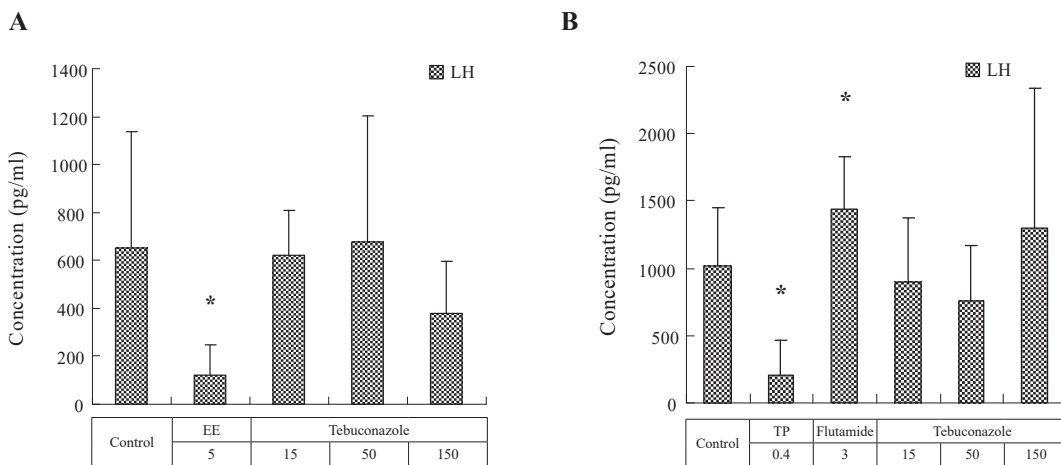 A
1400
1200
1000
800
600
400
200
0
Concentration (pg/ml)
LH
*
Control
EE
Tebuconazole
5
15
50
150
B
2500
2000
1500
1000
500
0
Concentration (pg/ml)
LH
*
*
Control
TP
Flutamide
Tebuconazole
0.4
3
15
50
150